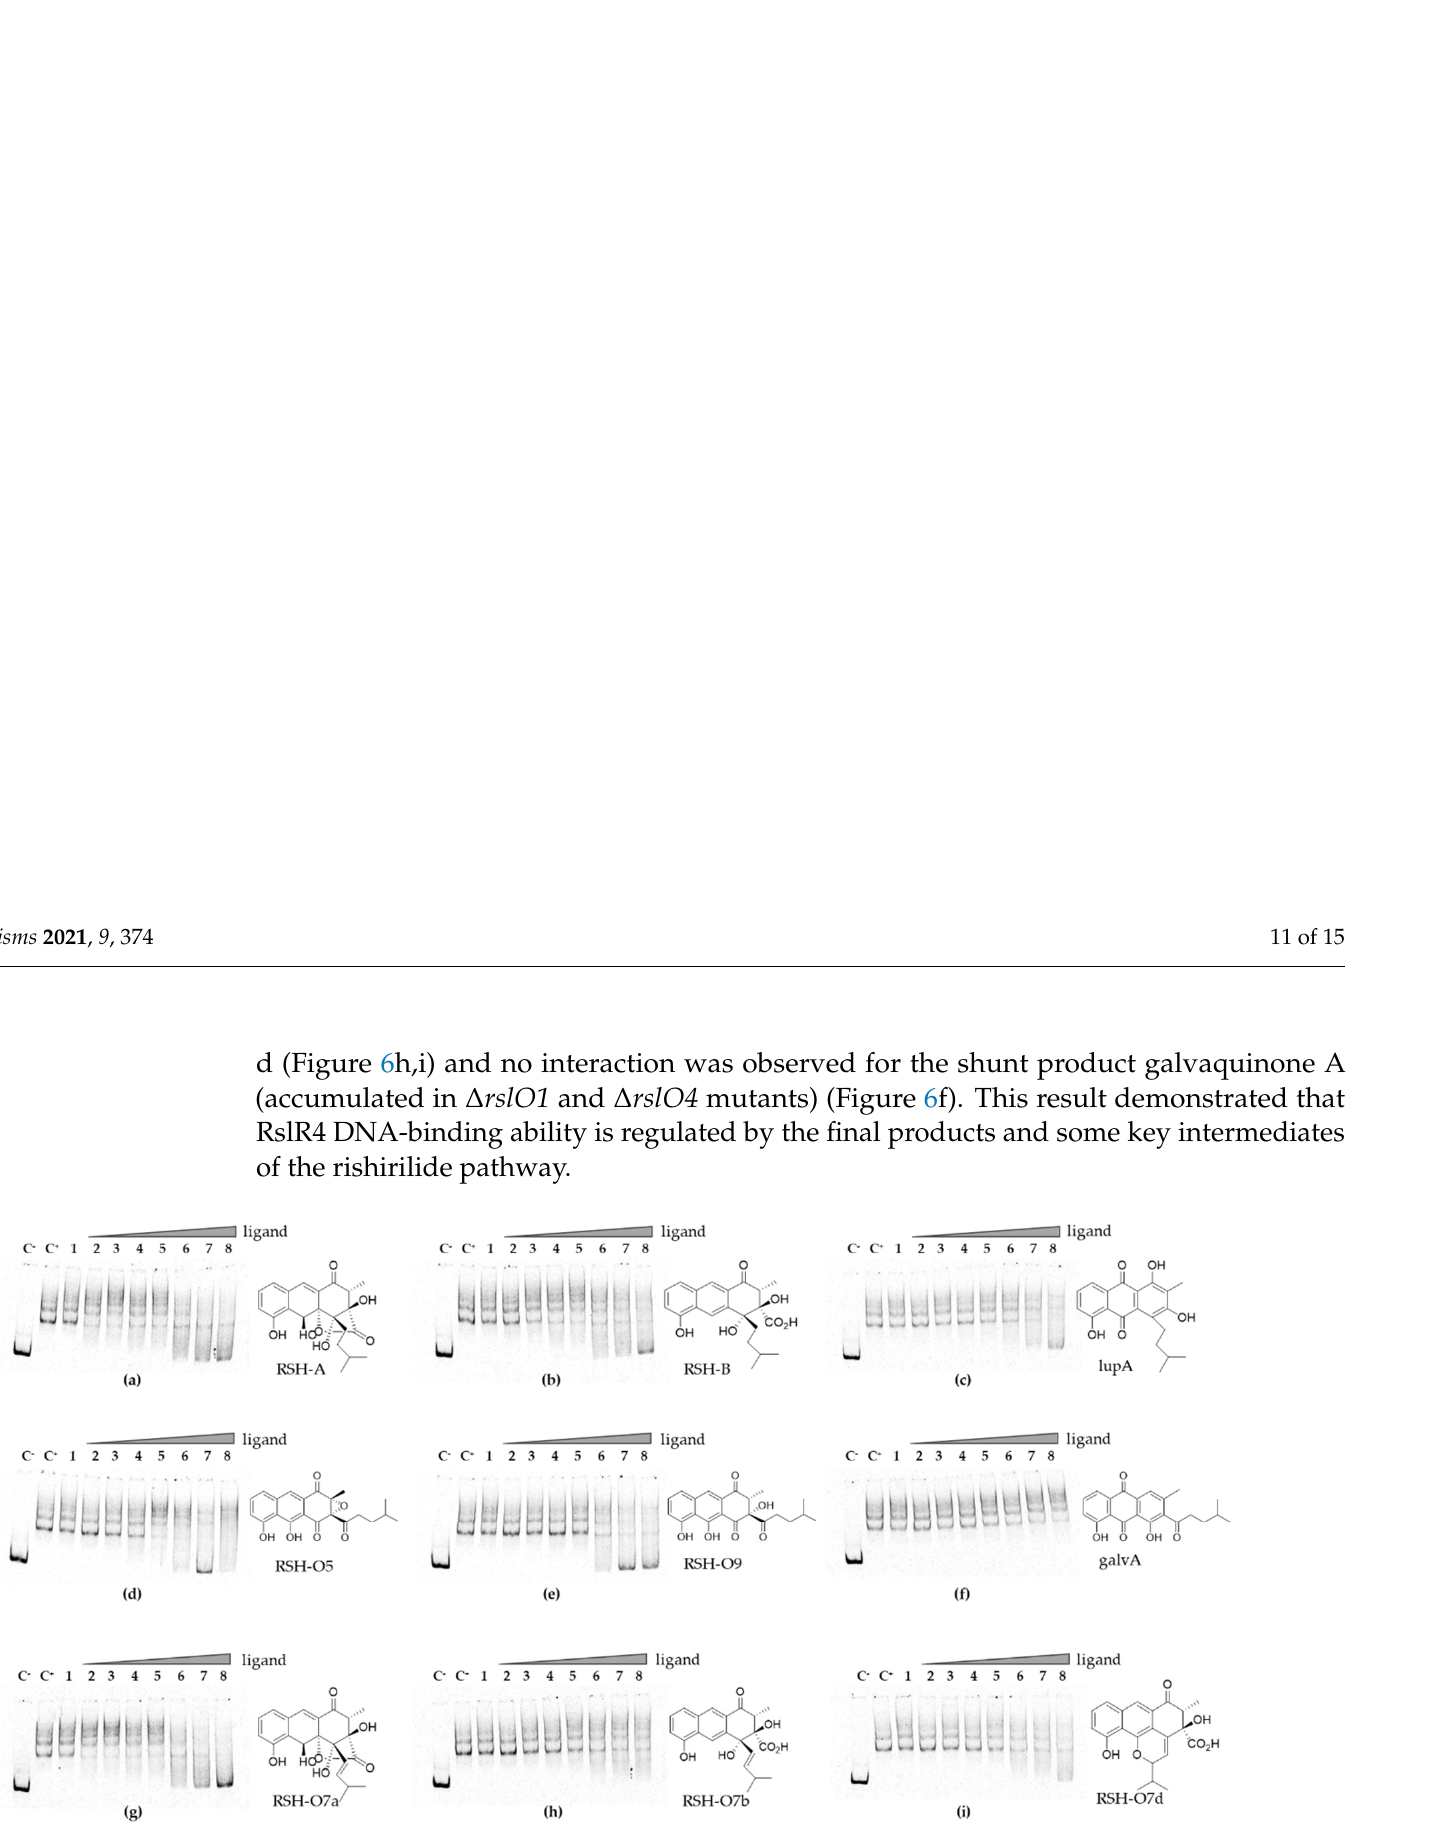 isms 2021, 9, 374 11 of 15
d (Figure 6h,i) and no interaction was observed for the shunt product galvaquinone A
(accumulated in ΔrslO1 and ΔrslO4 mutants) (Figure 6f). This result demonstrated that
RslR4 DNA-binding ability is regulated by the final products and some key intermediates
of the rishirilide pathway.
ligand ligand ligand
C- C+ 1 2 3 4 5 6 7 8 C- C+ 1 2 3 4 5 6 7 8 C- C+ 1 2 3 4 5 6 7 8
O O O OH
OH OH OH
OH HO O O OH HO CO2H OH O
HO
RSH-A RSH-B lupA
(a) (b) (c)
ligand ligand ligand
C- C+ 1 2 3 4 5 6 7 8 C- C+ 1 2 3 4 5 6 7 8 C- C+ 1 2 3 4 5 6 7 8
O O O
O OH
OH OH O O OH OH O O OH O OH O
RSH-O5 RSH-O9 galvA
(d) (e) (f)
ligand ligand ligand
C- C+ 1 2 3 4 5 6 7 8 C- C- 1 2 3 4 5 6 7 8 C- C+ 1 2 3 4 5 6 7 8
O O O
OH OH OH
OH HO O O OH HO CO2H OH O CO2H
HO
RSH-O7a RSH-O7b RSH-O7d
(g) (h) (i)